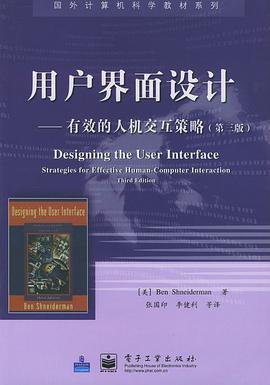 国外计算机科学教材系列
用户界面设计
——有效的人机交互策略(第三版)
Designing the User Interface
Strategies for Effective Human-Computer Interaction
Third Edition
Designing the User Interface
Ben Shneiderman
[美] Ben Shneiderman 著
张国印 李健利 等译
电子工业出版社
Publishing House of Electronics Industry